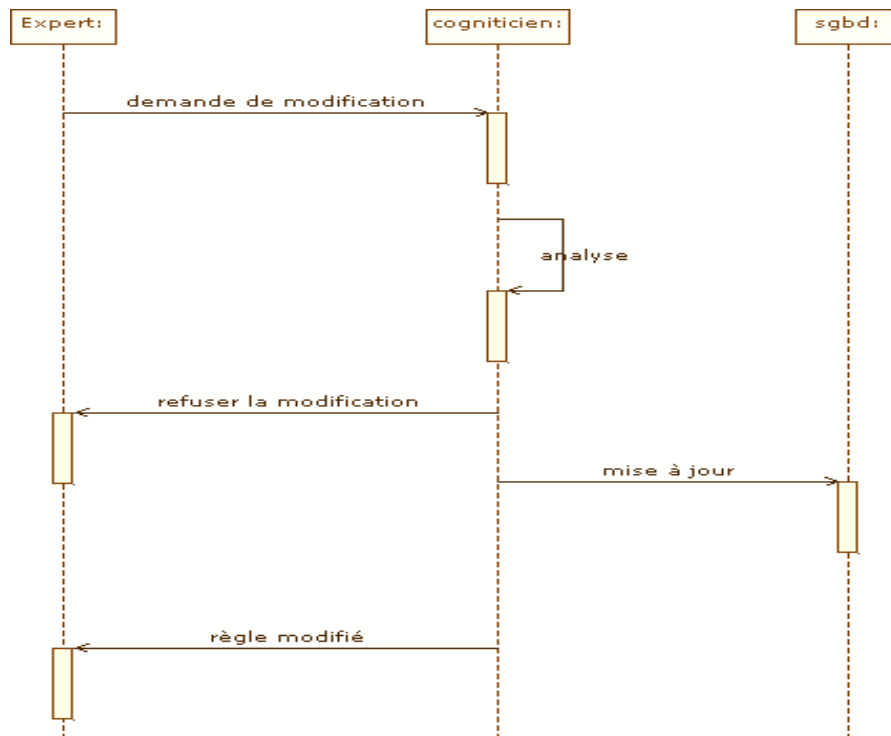 Expert:
cogniticien:
sgbd:
demande de modification
analyse
refuser la modification
mise à jour
règle modifié